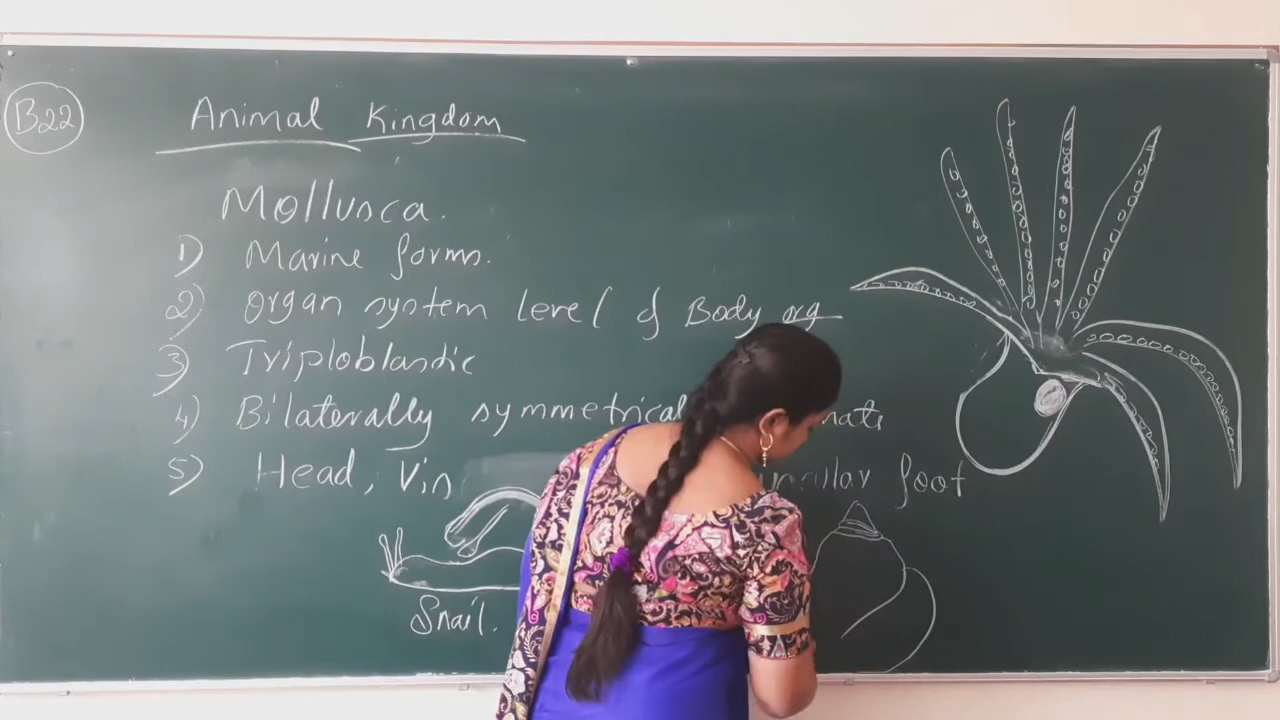 B22
Animal Kingdom
Mollusca.
1) Marine forms.
2) Organ system level of Body org
3) Triploblastic
4) Bilaterally symmetrical
5) Head, Vis foot
Snail.